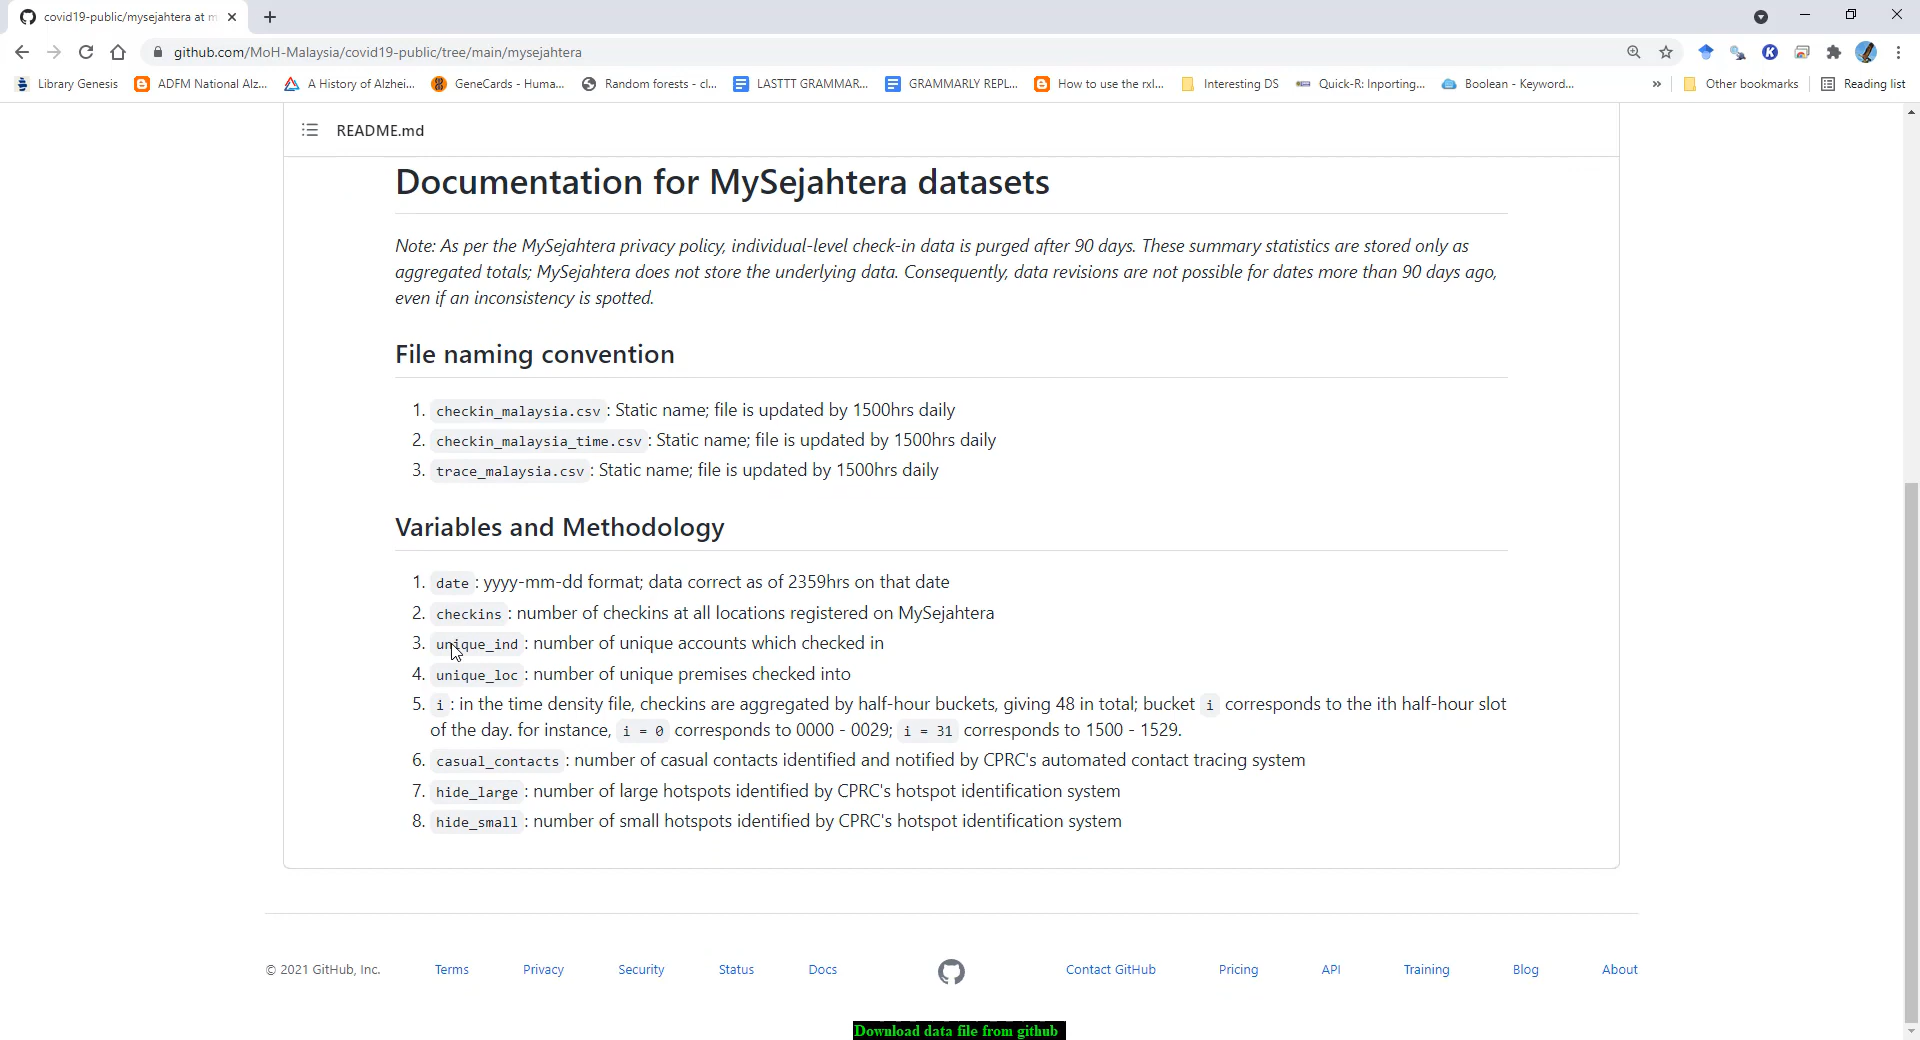 covid19-public/mysejahtera at m
github.com/MoH-Malaysia/covid19-public/tree/main/mysejahtera
Library Genesis ADFM National Alz... A History of Alzhei... GeneCards - Huma... Random forests - cl... LASTTT GRAMMAR... GRAMMARLY REPL... How to use the rxl... Interesting DS Quick-R: Inporting... Boolean - Keyword... » Other bookmarks Reading list
README.md
Documentation for MySejahtera datasets
Note: As per the MySejahtera privacy policy, individual-level check-in data is purged after 90 days. These summary statistics are stored only as
aggregated totals; MySejahtera does not store the underlying data. Consequently, data revisions are not possible for dates more than 90 days ago,
even if an inconsistency is spotted.
File naming convention
1. checkin_malaysia.csv : Static name; file is updated by 1500hrs daily
2. checkin_malaysia_time.csv : Static name; file is updated by 1500hrs daily
3. trace_malaysia.csv : Static name; file is updated by 1500hrs daily
Variables and Methodology
1. date : yyyy-mm-dd format; data correct as of 2359hrs on that date
2. checkins : number of checkins at all locations registered on MySejahtera
3. unique_ind : number of unique accounts which checked in
4. unique_loc : number of unique premises checked into
5. i : in the time density file, checkins are aggregated by half-hour buckets, giving 48 in total; bucket i corresponds to the ith half-hour slot
of the day. for instance, i = 0 corresponds to 0000 - 0029; i = 31 corresponds to 1500 - 1529.
6. casual_contacts : number of casual contacts identified and notified by CPRC's automated contact tracing system
7. hide_large : number of large hotspots identified by CPRC's hotspot identification system
8. hide_small : number of small hotspots identified by CPRC's hotspot identification system
© 2021 GitHub, Inc. Terms Privacy Security Status Docs Contact GitHub Pricing API Training Blog About
Download data file from github